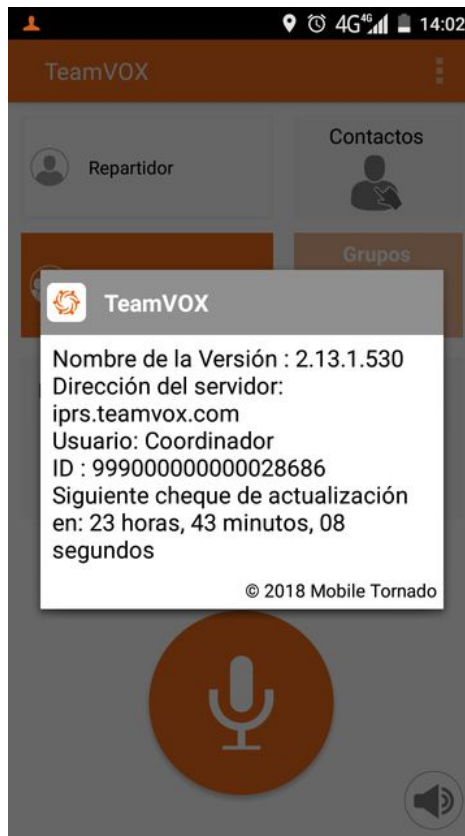 4G 4G 14:02
TeamVOX
Contactos
Repartidor
Grupos
TeamVOX
Nombre de la Versión : 2.13.1.530
Dirección del servidor:
iprs.teamvox.com
Usuario: Coordinador
ID : 999000000000028686
Siguiente cheque de actualización
en: 23 horas, 43 minutos, 08
segundos
© 2018 Mobile Tornado